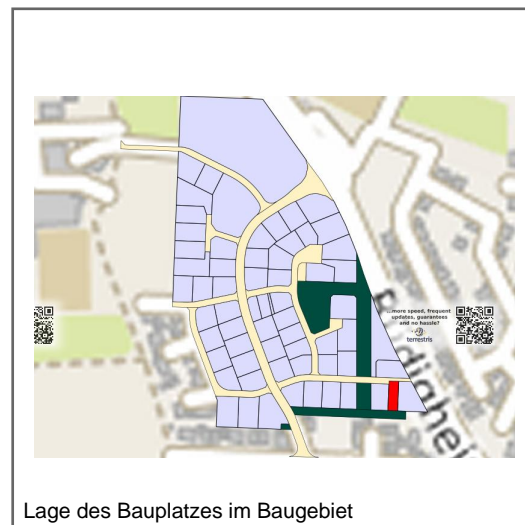 ...more speed, frequent
updates, guarantees
and no hassle?
terrestris
Lage des Bauplatzes im Baugebiet